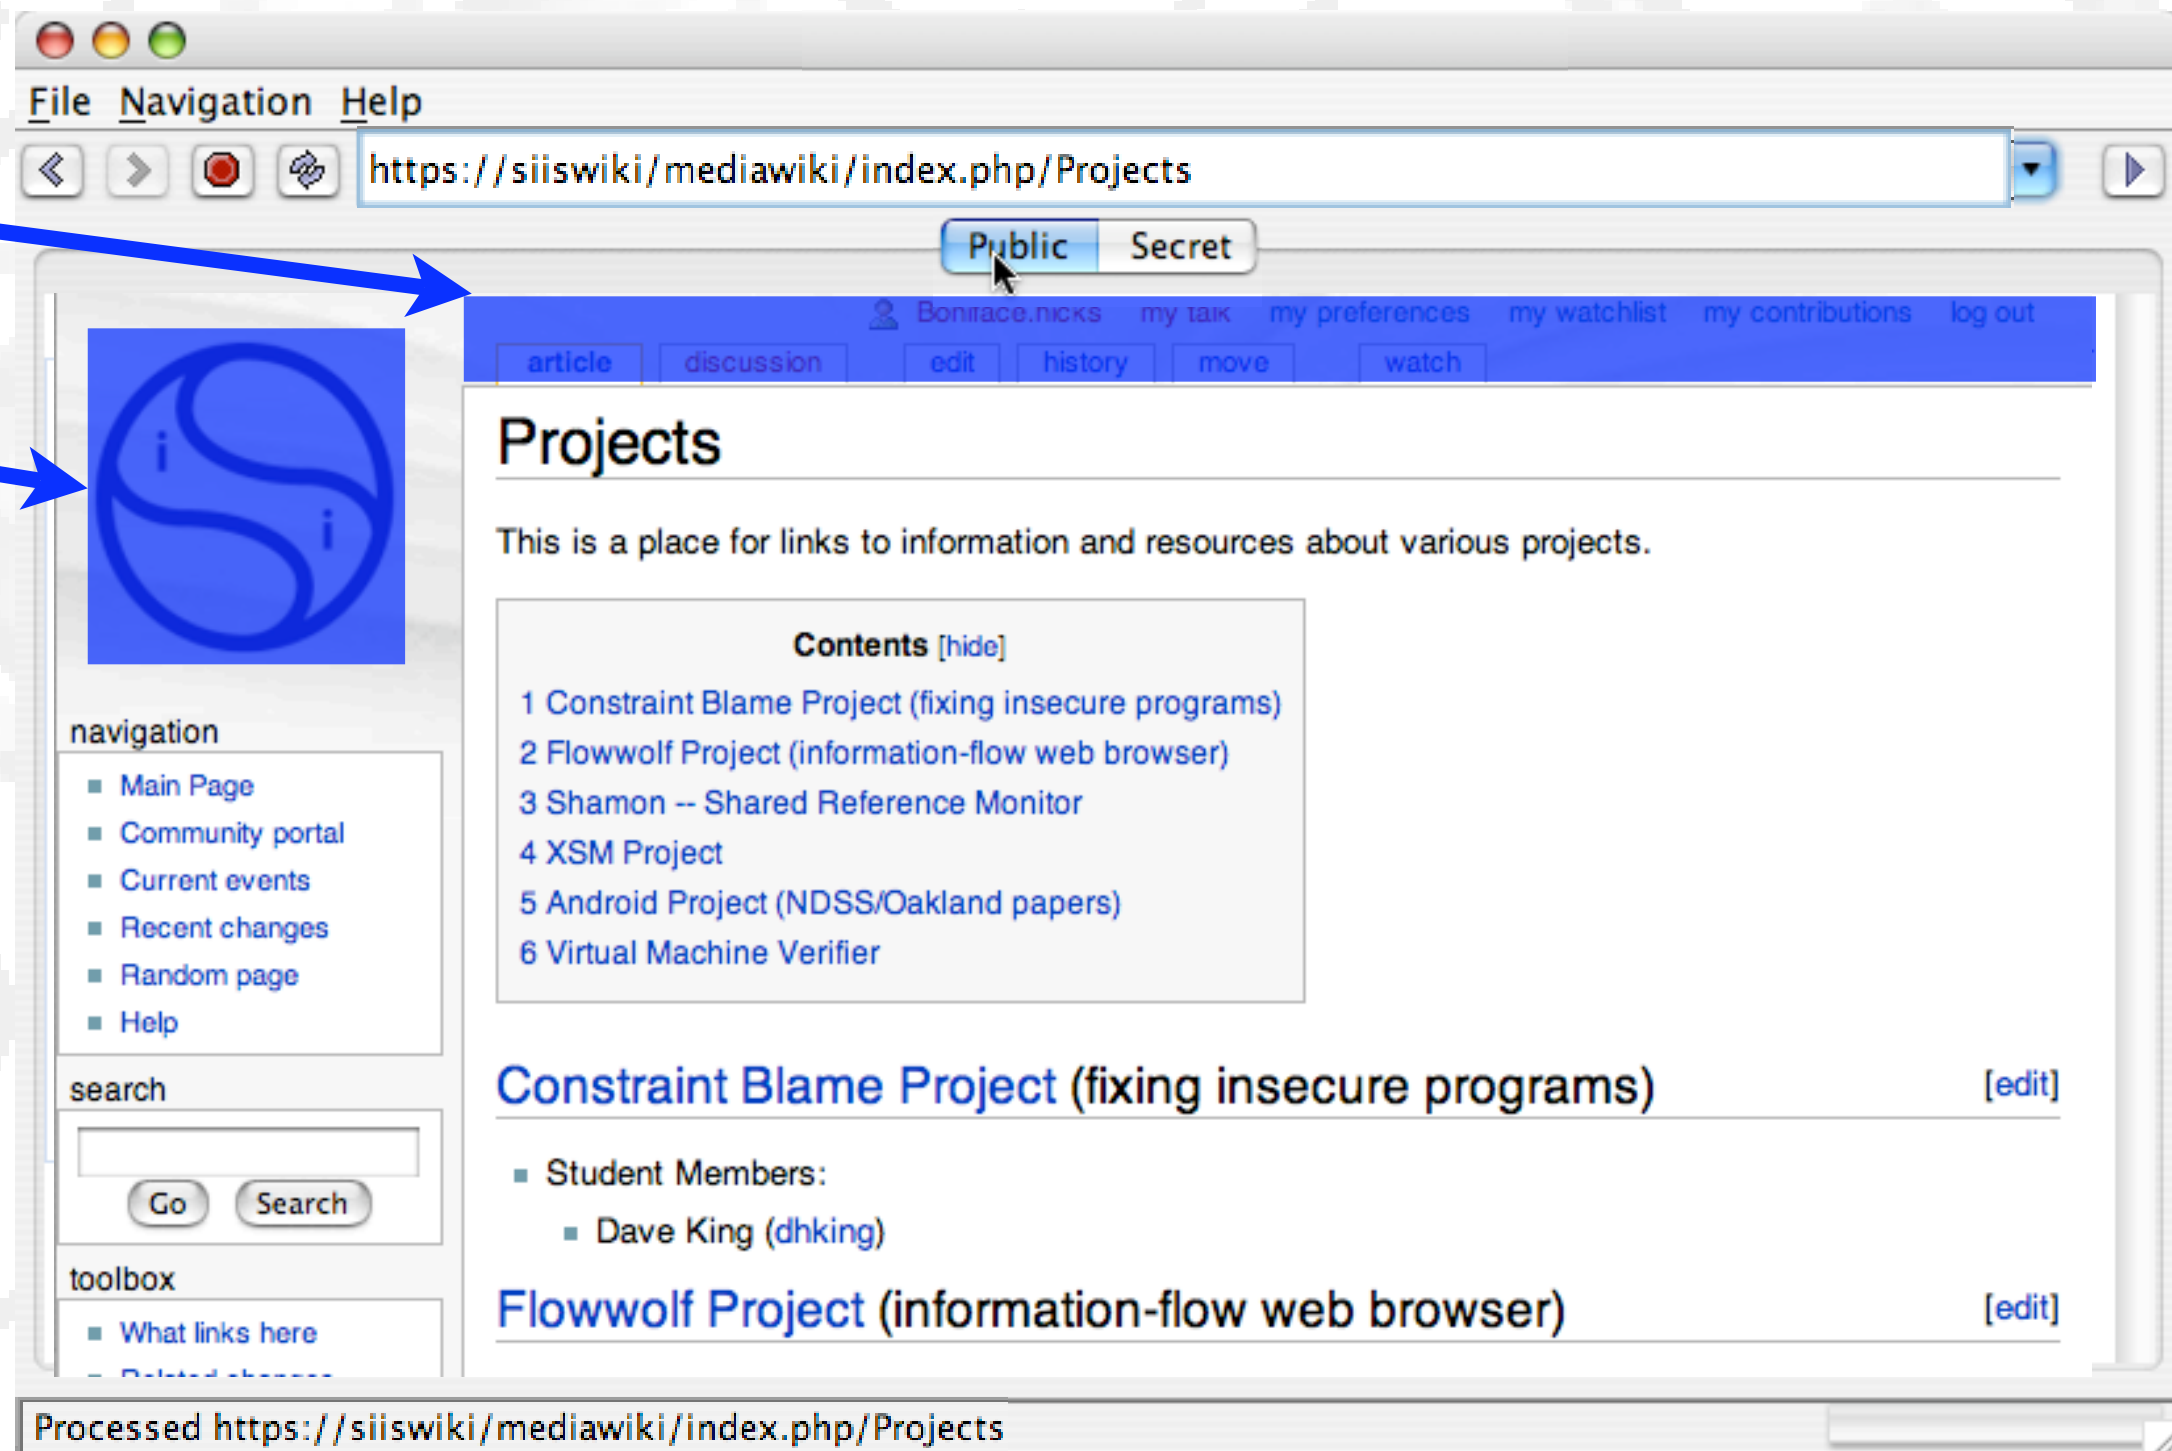 File Navigation Help
https://siiswiki/mediawiki/index.php/Projects
Public Secret
Boniface.nicks my talk my preferences my watchlist my contributions log out
article discussion edit history move watch
i
i
Projects
This is a place for links to information and resources about various projects.
Contents [hide]
1 Constraint Blame Project (fixing insecure programs)
2 Flowwolf Project (information-flow web browser)
3 Shamon -- Shared Reference Monitor
4 XSM Project
5 Android Project (NDSS/Oakland papers)
6 Virtual Machine Verifier
navigation
Main Page
Community portal
Current events
Recent changes
Random page
Help
search
Go Search
toolbox
What links here
Related changes
Constraint Blame Project (fixing insecure programs) [edit]
Student Members:
Dave King (dhking)
Flowwolf Project (information-flow web browser) [edit]
Processed https://siiswiki/mediawiki/index.php/Projects